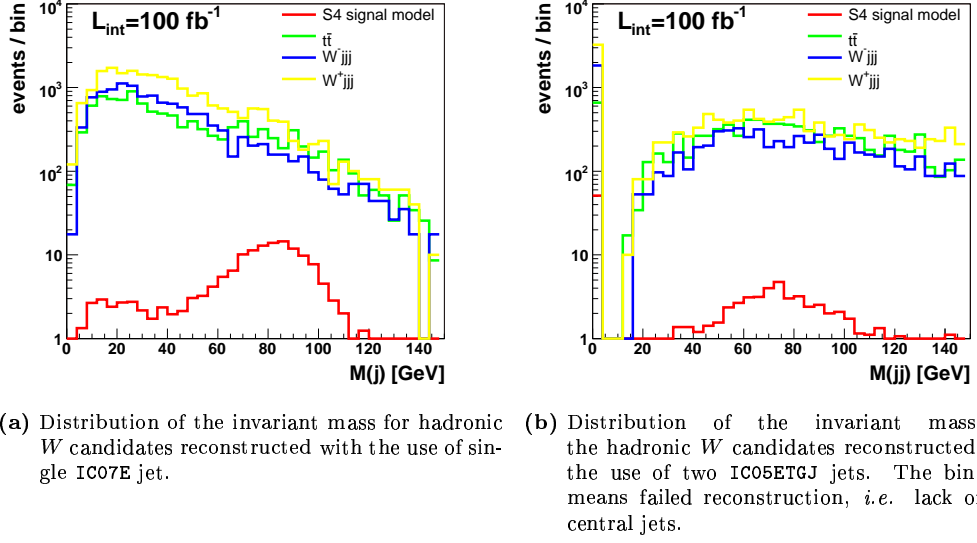 L_int=100 fb^-1
S4 signal model
tt̄
W^-jjj
W^+jjj
events / bin
10^4
10^3
10^2
10
1
0 20 40 60 80 100 120 140
M(j) [GeV]
L_int=100 fb^-1
S4 signal model
tt̄
W^-jjj
W^+jjj
events / bin
10^4
10^3
10^2
10
1
0 20 40 60 80 100 120 140
M(jj) [GeV]
(a) Distribution of the invariant mass for hadronic
W candidates reconstructed with the use of sin-
gle IC07E jet.
(b) Distribution of the invariant mass
the hadronic W candidates reconstructed
the use of two IC05ETGJ jets. The bin
means failed reconstruction, i.e. lack of
central jets.